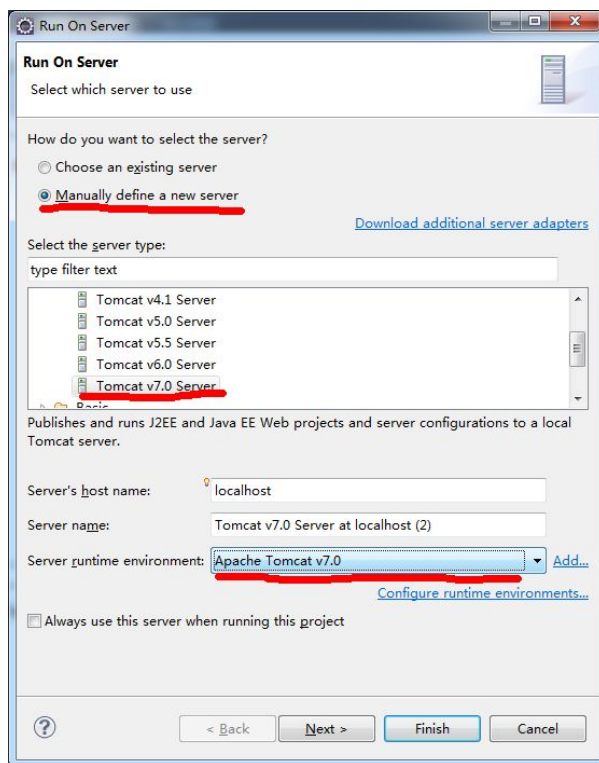 Run On Server
Run On Server
Select which server to use
How do you want to select the server?
Choose an existing server
Manually define a new server
Download additional server adapters
Select the server type:
type filter text
Tomcat v4.1 Server
Tomcat v5.0 Server
Tomcat v5.5 Server
Tomcat v6.0 Server
Tomcat v7.0 Server
Basic
Publishes and runs J2EE and Java EE Web projects and server configurations to a local
Tomcat server.
Server's host name: localhost
Server name: Tomcat v7.0 Server at localhost (2)
Server runtime environment: Apache Tomcat v7.0 Add...
Configure runtime environments...
Always use this server when running this project
? < Back Next > Finish Cancel